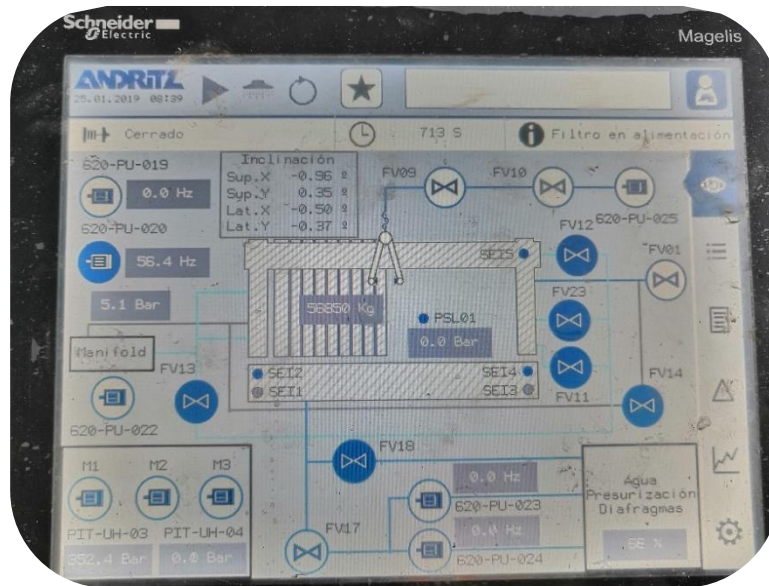 Schneider
Electric
Magelis
ANDRITZ
25.01.2019 08:39
Cerrado
713 S
Filtro en alimentación
620-PU-019
0.0 Hz
Inclinación
Sup.X -0.96 º
Sup.Y 0.35 º
Lat.X -0.50 º
Lat.Y -0.37 º
FV09
FV10
620-PU-025
620-PU-020
56.4 Hz
FV12
SEI5
FV01
5.1 Bar
56850 Kg
PSL01
0.0 Bar
FV23
Manifold
FV13
SEI2
SEI4
SEI1
SEI3
FV11
FV14
620-PU-022
FV18
M1 M2 M3
0.0 Hz
620-PU-023
Agua
Presurización
Diafragmas
PIT-UH-03 PIT-UH-04
FV17
0.0 Hz
620-PU-024
352.4 Bar
0.0 Bar
66 %